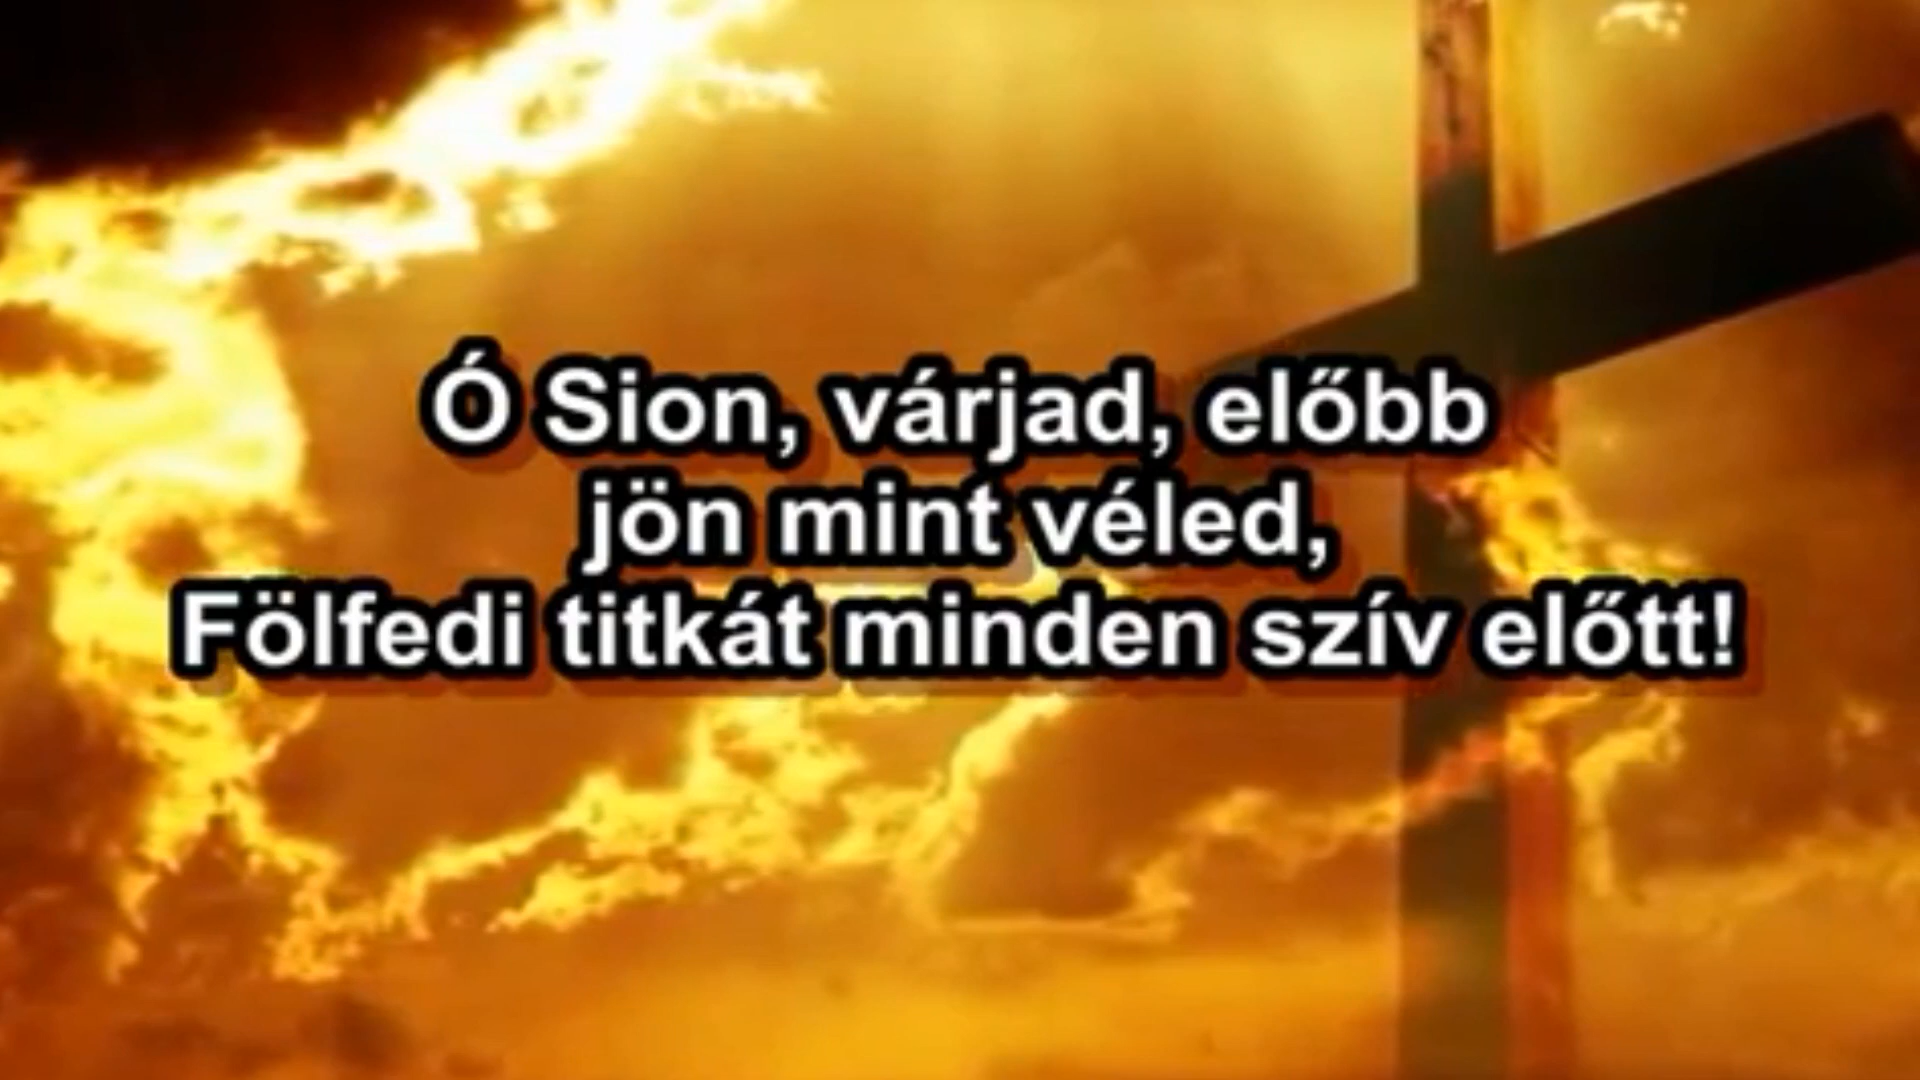 Ó Sion, várjad, előbb
jön mint véled,
Fölfedi titkát minden szív előtt!